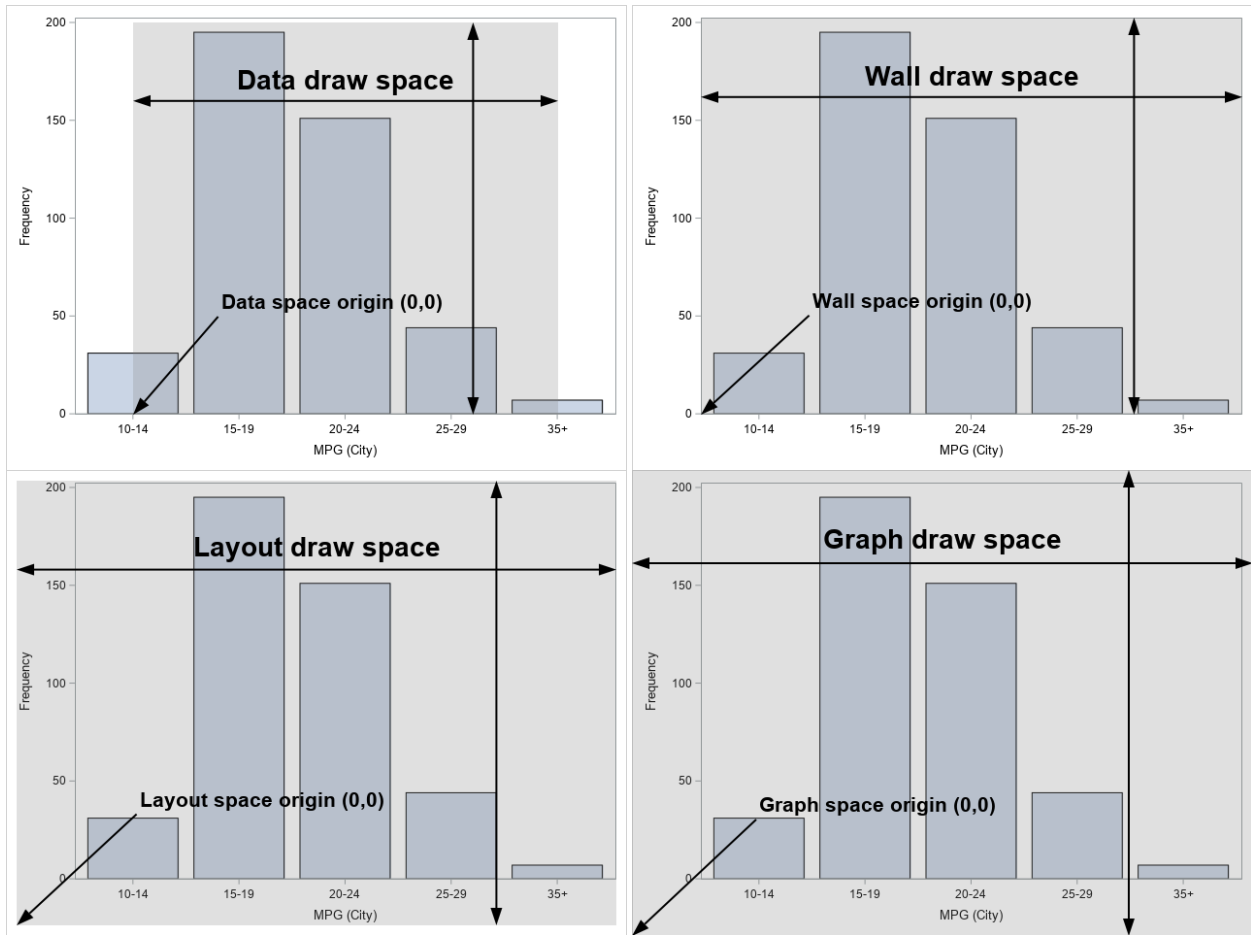 200
Data draw space
150
Frequency
100
Data space origin (0,0)
50
0
10-14 15-19 20-24 25-29 35+
MPG (City)
200
Wall draw space
150
Frequency
100
Wall space origin (0,0)
50
0
10-14 15-19 20-24 25-29 35+
MPG (City)
200
Layout draw space
150
Frequency
100
50
Layout space origin (0,0)
0
10-14 15-19 20-24 25-29 35+
MPG (City)
200
Graph draw space
150
Frequency
100
50
Graph space origin (0,0)
0
10-14 15-19 20-24 25-29 35+
MPG (City)